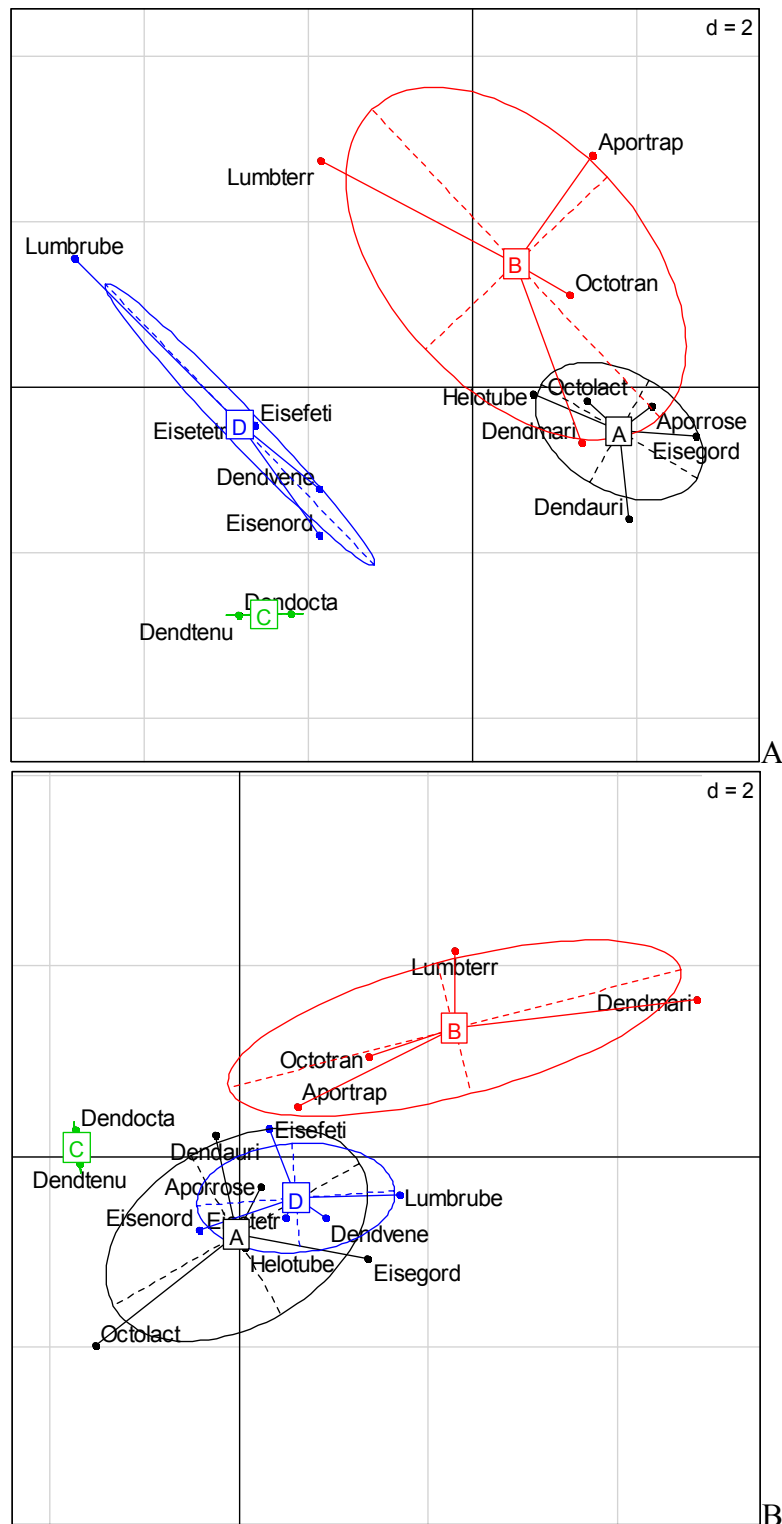 d = 2
Aportrap
Lumbterr
Lumbrube
B
Octotran
Helotube
Octolact
Aporrose
Eisefeti
Eisetetr
D
A
Dendmari
Eisegord
Dendvene
Dendauri
Eisenord
Dendocta
C
Dendtenu
A
d = 2
Lumbterr
Dendmari
B
Octotran
Aportrap
Dendocta
Eisefeti
C
Dendauri
Dendtenu
Aporrose
D
Lumbrube
Eisenord
Eisetetr
A
Dendvene
Helotube
Eisegord
Octolact
B